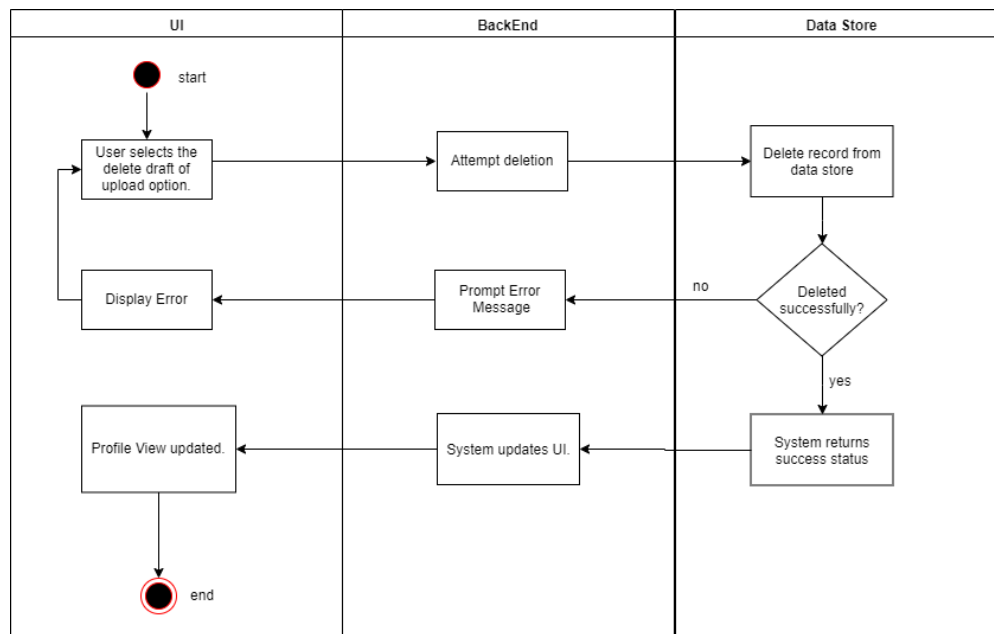 UI
BackEnd
Data Store
start
User selects the
delete draft of
upload option.
Attempt deletion
Delete record from
data store
Display Error
Prompt Error
Message
no
Deleted
successfully?
yes
Profile View updated.
System updates UI.
System returns
success status
end